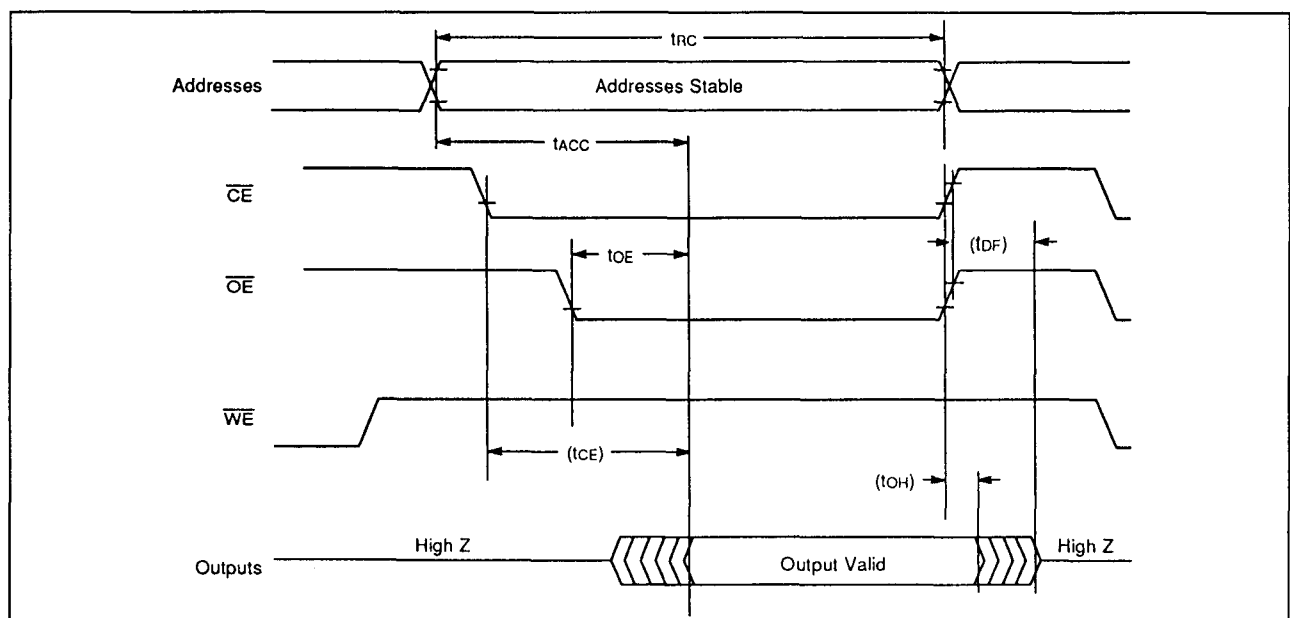 tRC
Addresses
Addresses Stable
tACC
CE
tOE
(tDF)
OE
WE
(tCE)
(tOH)
High Z
High Z
Outputs
Output Valid